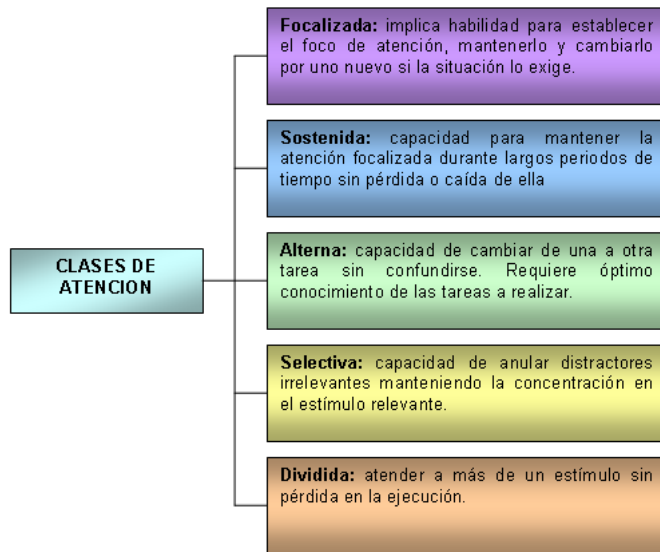 Focalizada: implica habilidad para establecer
el foco de atención, mantenerlo y cambiarlo
por uno nuevo si la situación lo exige.
Sostenida: capacidad para mantener la
atención focalizada durante largos periodos de
tiempo sin pérdida o caída de ella
CLASES DE
ATENCION
Alterna: capacidad de cambiar de una a otra
tarea sin confundirse. Requiere óptimo
conocimiento de las tareas a realizar.
Selectiva: capacidad de anular distractores
irrelevantes manteniendo la concentración en
el estímulo relevante.
Dividida: atender a más de un estímulo sin
pérdida en la ejecución.